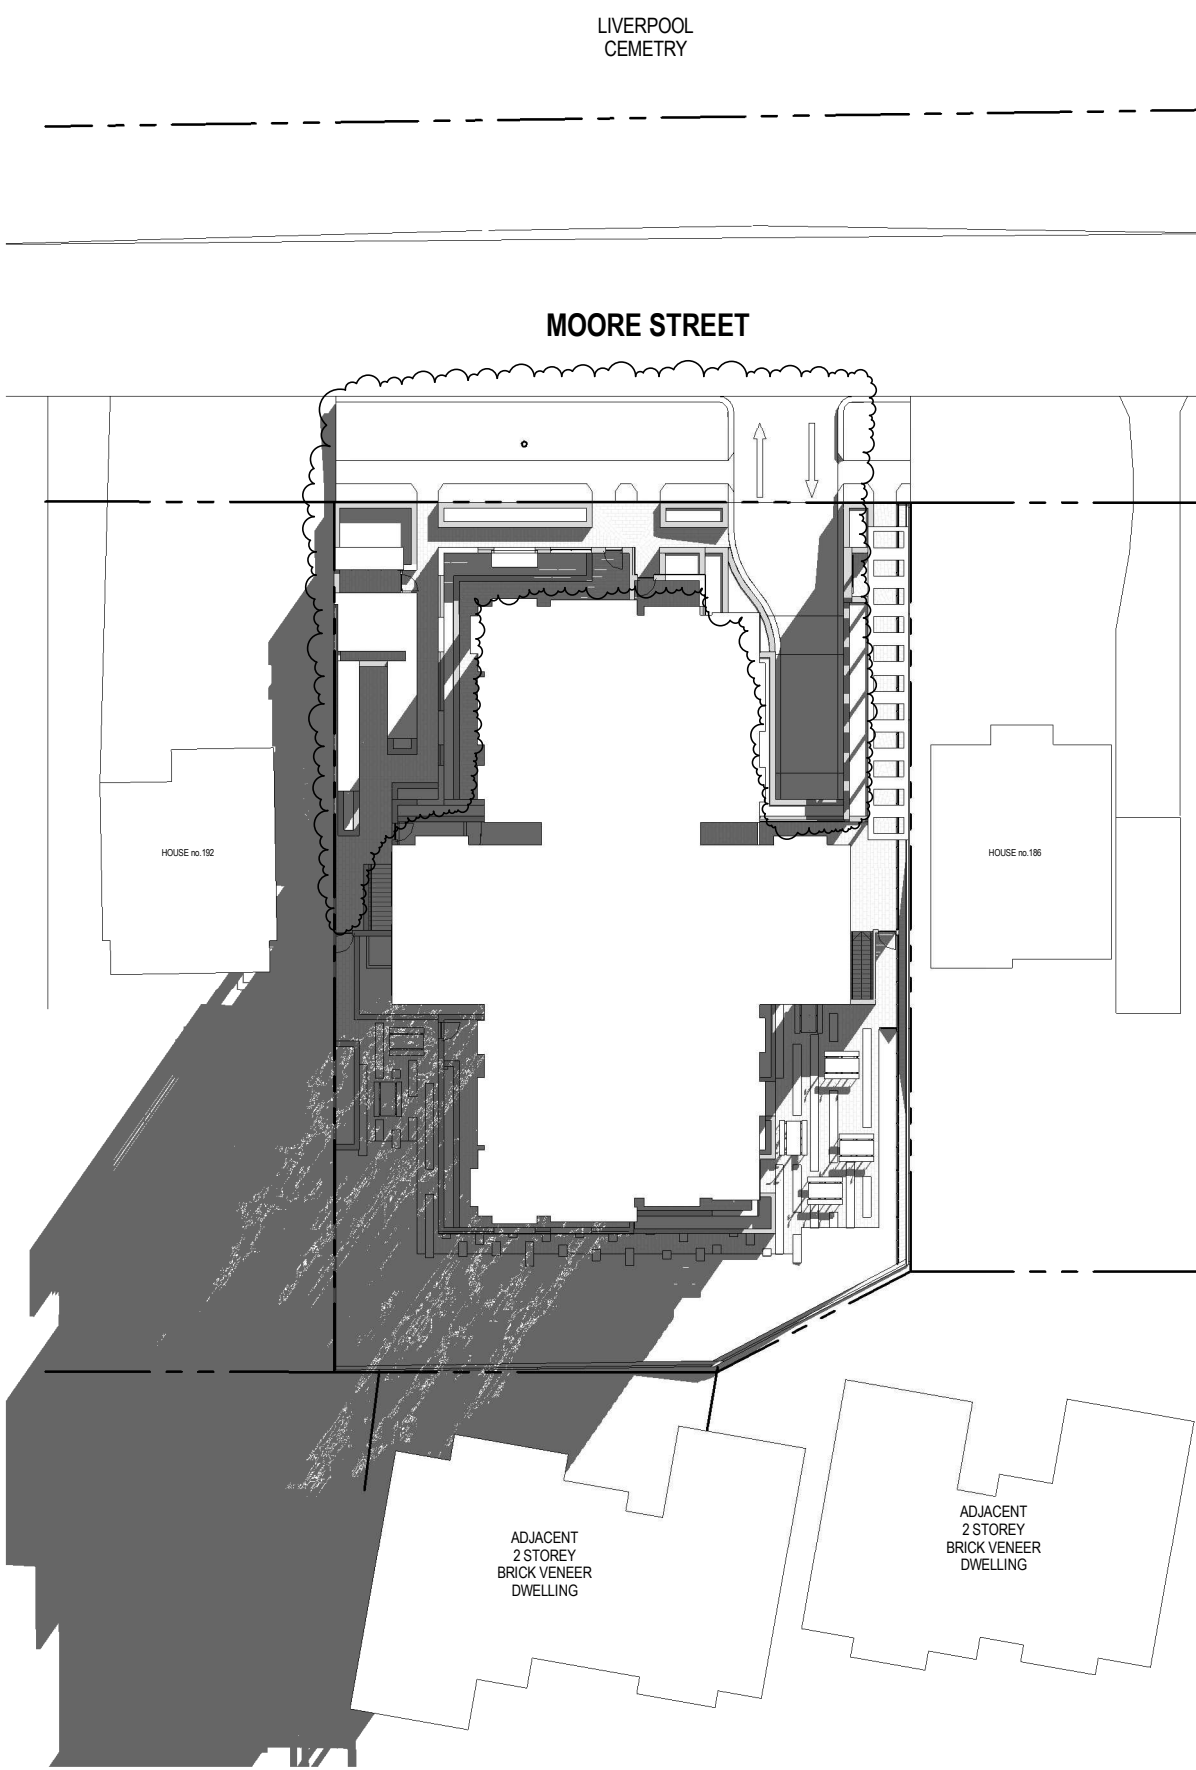 LIVERPOOL
CEMETRY
MOORE STREET
HOUSE no.192
HOUSE no.186
ADJACENT
2 STOREY
BRICK VENEER
DWELLING
ADJACENT
2 STOREY
BRICK VENEER
DWELLING